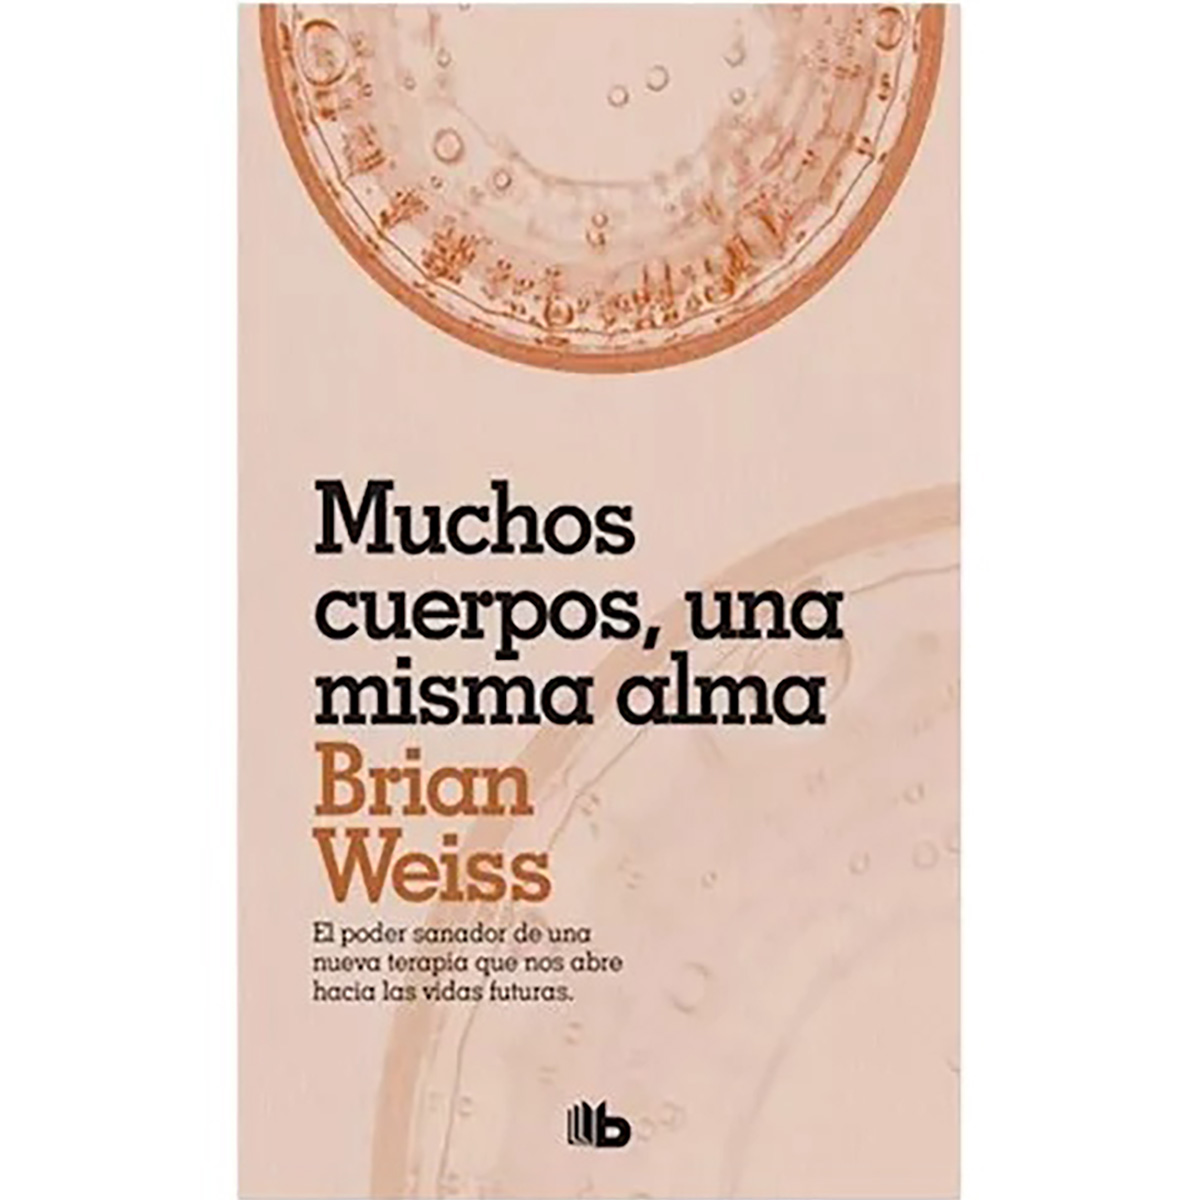 Muchos
cuerpos, una
misma alma
Brian
Weiss
El poder sanador de una
nueva terapia que nos abre
hacia las vidas futuras.
b